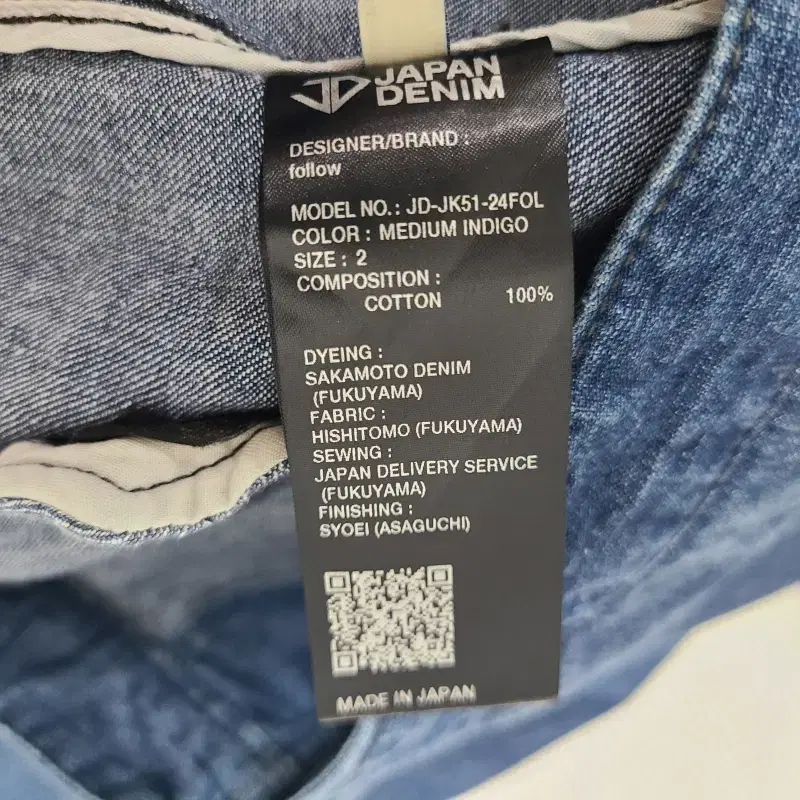 JAPAN
DENIM
DESIGNER/BRAND :
follow
MODEL NO. : JD-JK51-24FOL
COLOR : MEDIUM INDIGO
SIZE : 2
COMPOSITION :
COTTON 100%
DYEING :
SAKAMOTO DENIM
(FUKUYAMA)
FABRIC :
HISHITOMO (FUKUYAMA)
SEWING :
JAPAN DELIVERY SERVICE
(FUKUYAMA)
FINISHING :
SYOEI (ASAGUCHI)
MADE IN JAPAN